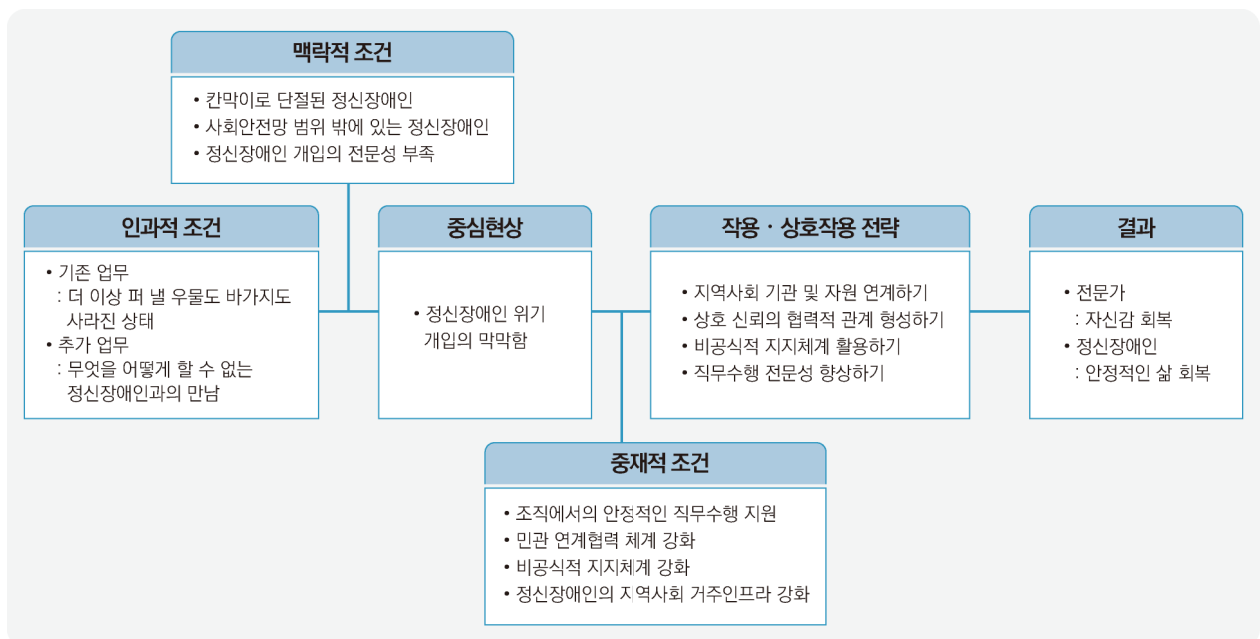 맥락적 조건
• 칸막이로 단절된 정신장애인
• 사회안전망 범위 밖에 있는 정신장애인
• 정신장애인 개입의 전문성 부족
인과적 조건
• 기존 업무
: 더 이상 퍼 낼 우물도 바가지도
사라진 상태
• 추가 업무
: 무엇을 어떻게 할 수 없는
정신장애인과의 만남
중심현상
• 정신장애인 위기
개입의 막막함
작용 · 상호작용 전략
• 지역사회 기관 및 자원 연계하기
• 상호 신뢰의 협력적 관계 형성하기
• 비공식적 지지체계 활용하기
• 직무수행 전문성 향상하기
결과
• 전문가
: 자신감 회복
• 정신장애인
: 안정적인 삶 회복
중재적 조건
• 조직에서의 안정적인 직무수행 지원
• 민관 연계협력 체계 강화
• 비공식적 지지체계 강화
• 정신장애인의 지역사회 거주인프라 강화